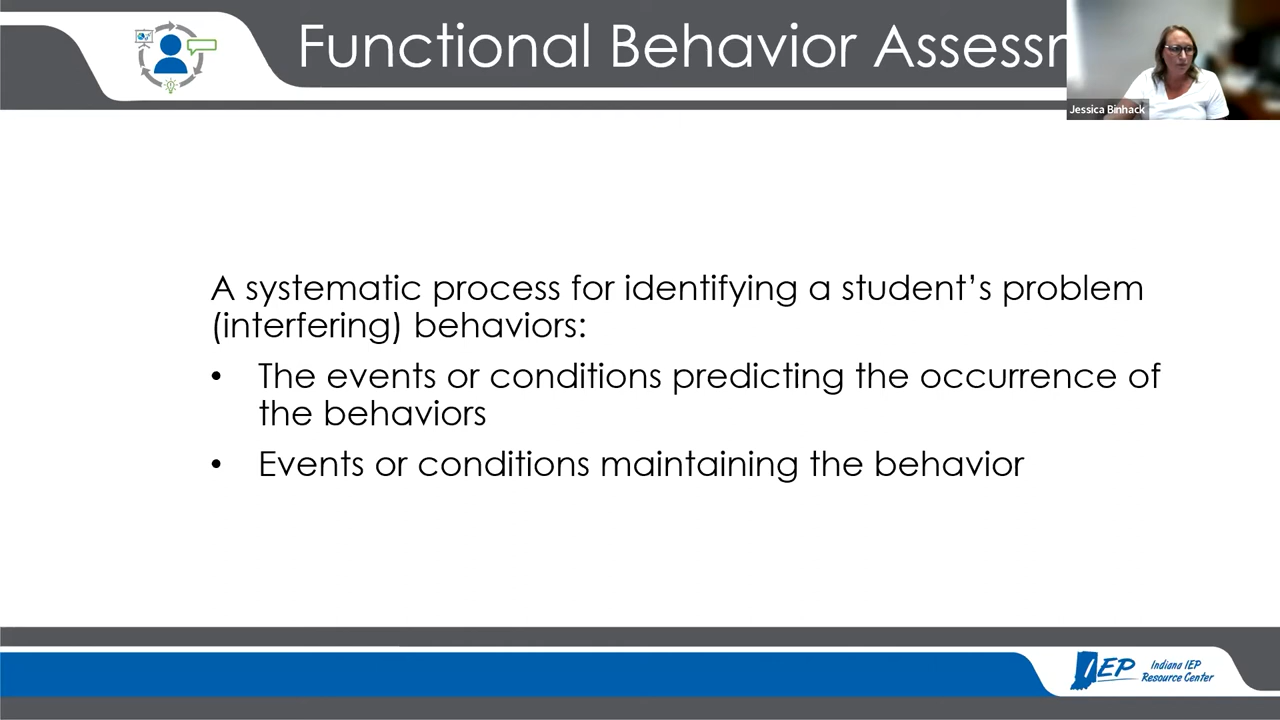 Functional Behavior Assessm
Jessica Binhack
A systematic process for identifying a student’s problem
(interfering) behaviors:
• The events or conditions predicting the occurrence of
the behaviors
• Events or conditions maintaining the behavior
IEP
Indiana IEP
Resource Center